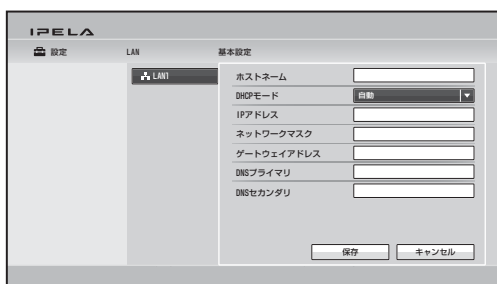 IPELA
設定 LAN 基本設定
LAN1
ホストネーム
DHCPモード 自動
IPアドレス
ネットワークマスク
ゲートウェイアドレス
DNSプライマリ
DNSセカンダリ
保存 キャンセル